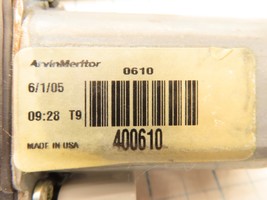 ArvinMeritor
0610
6/1/05
09:28 T9
MADE IN USA
400610